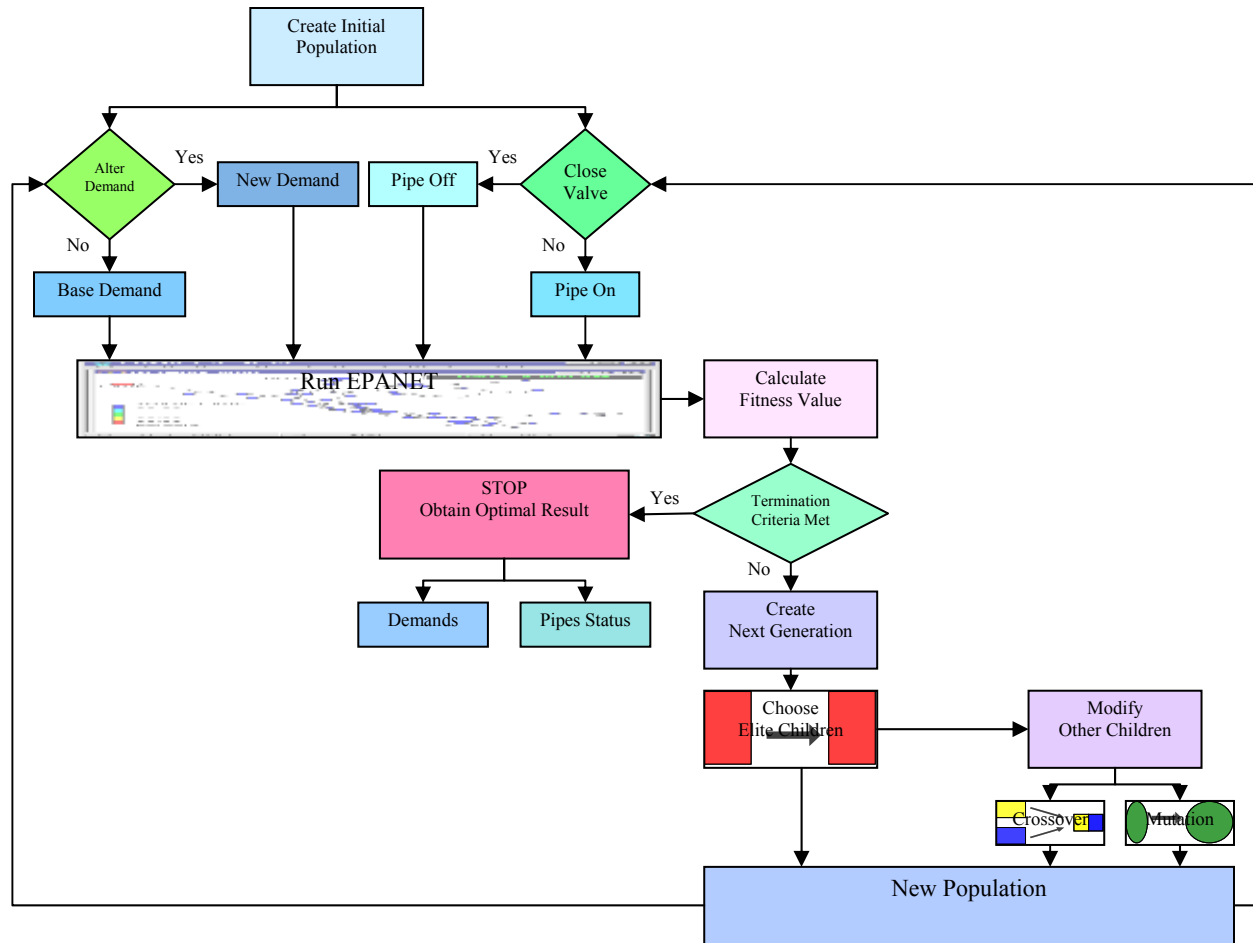 Create Initial
Population
Alter
Demand
Yes
New Demand
Pipe Off
Yes
Close
Valve
No
No
Base Demand
Pipe On
Run EPANET
Calculate
Fitness Value
STOP
Obtain Optimal Result
Yes
Termination
Criteria Met
No
Demands
Pipes Status
Create
Next Generation
Choose
Elite Children
Modify
Other Children
Crossover
Mutation
New Population